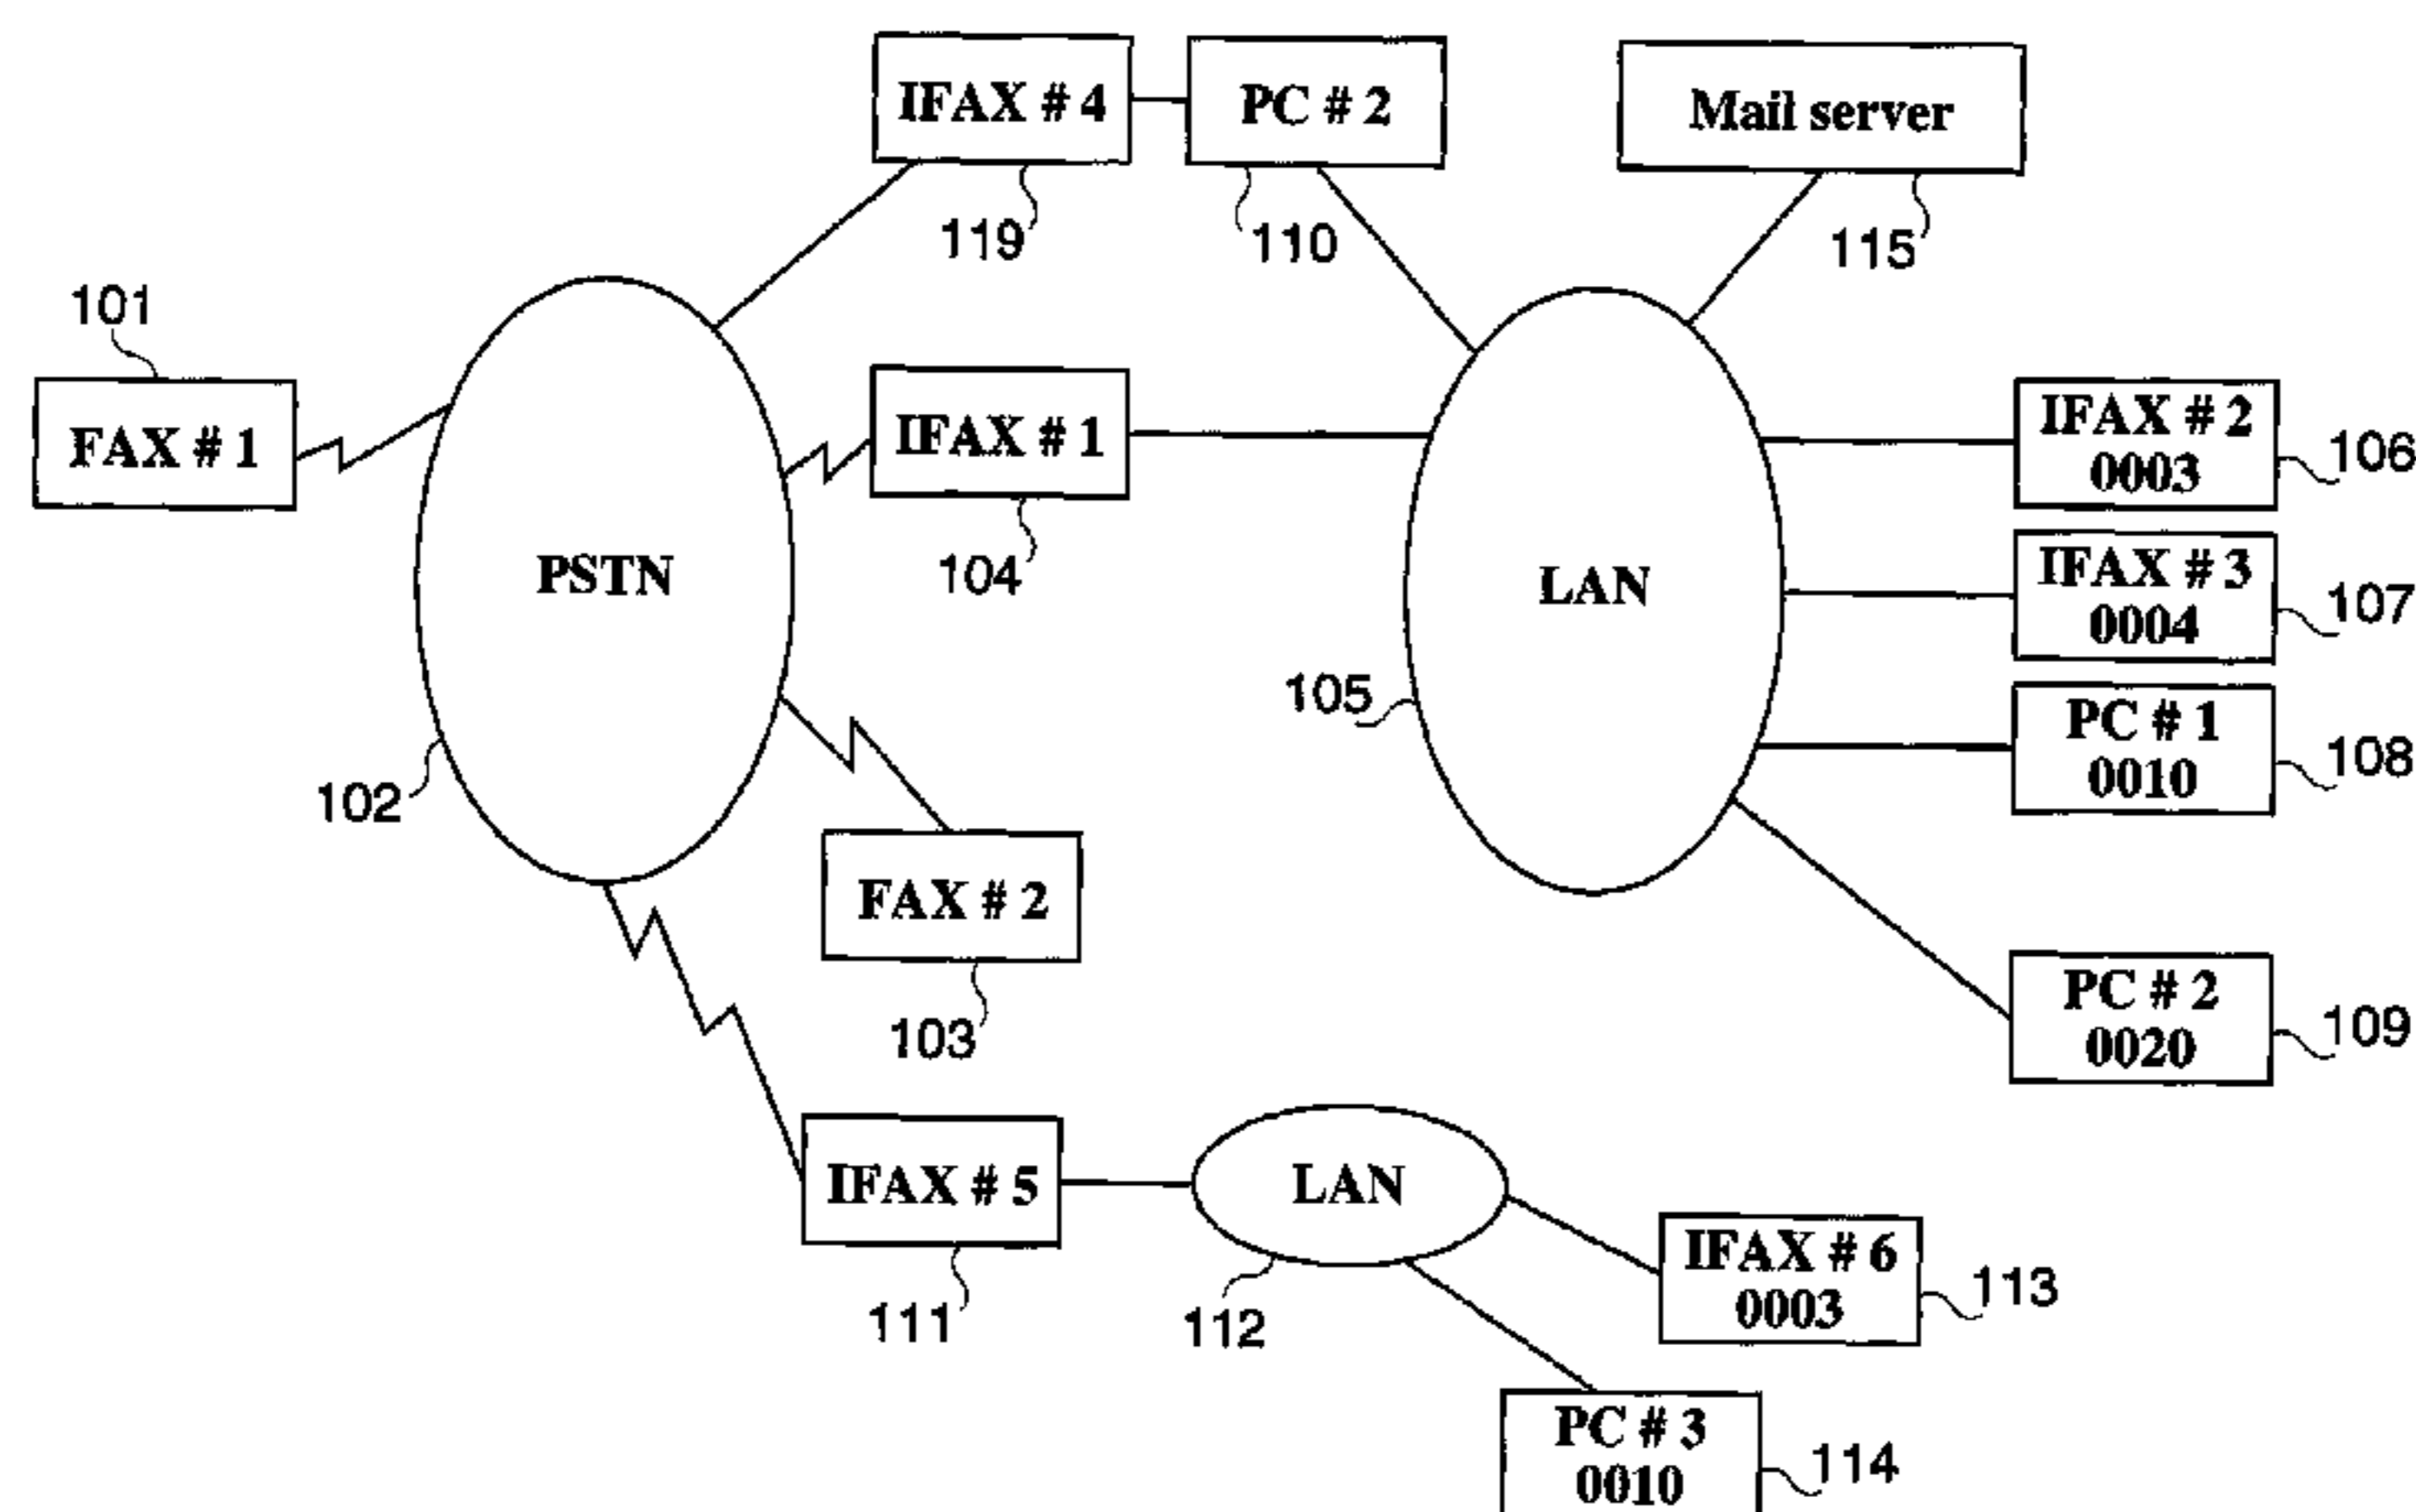 IFAX # 4
PC # 2
Mail server
119
110
115
101
FAX # 1
IFAX # 1
104
PSTN
102
LAN
105
IFAX # 2
0003
106
IFAX # 3
0004
107
PC # 1
0010
108
FAX # 2
103
PC # 2
0020
109
IFAX # 5
111
LAN
112
IFAX # 6
0003
113
PC # 3
0010
114